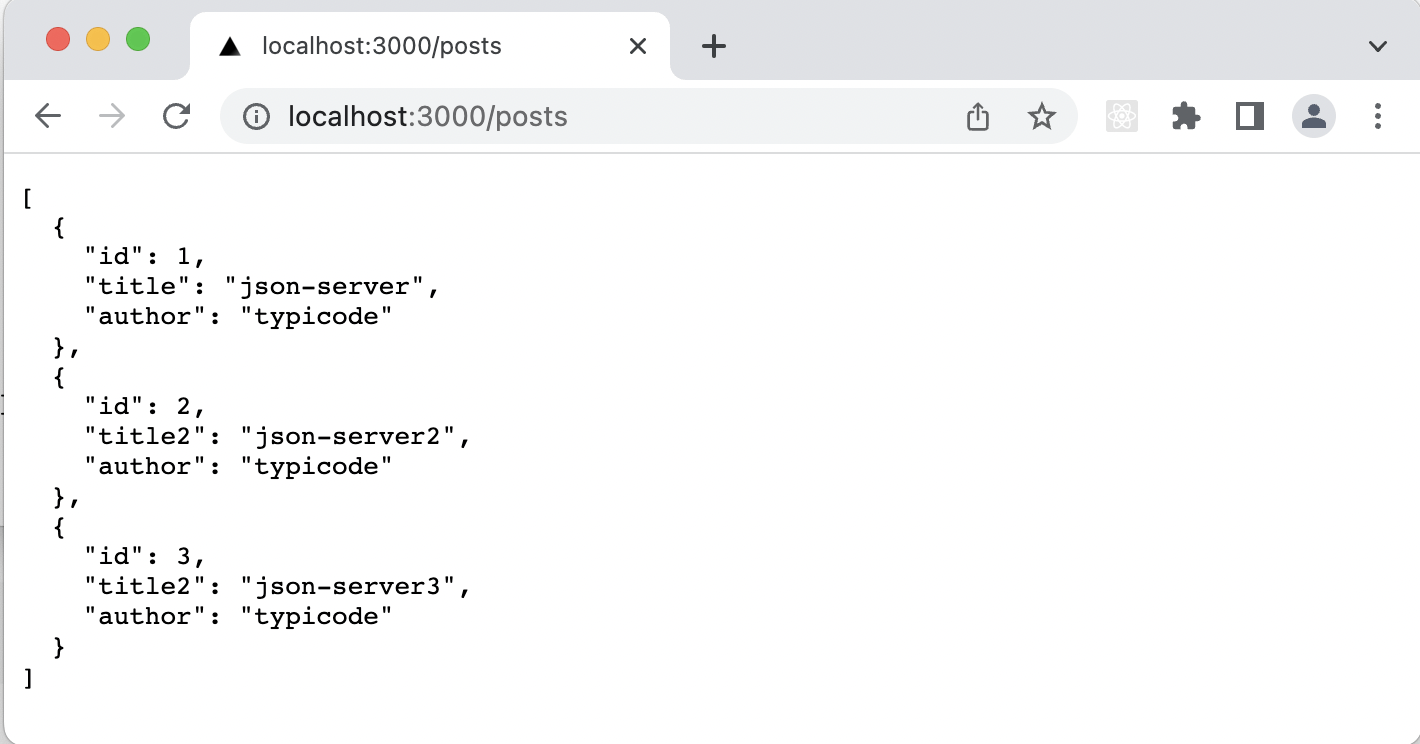 localhost:3000/posts
localhost:3000/posts
[
  {
    "id": 1,
    "title": "json-server",
    "author": "typicode"
  },
  {
    "id": 2,
    "title2": "json-server2",
    "author": "typicode"
  },
  {
    "id": 3,
    "title2": "json-server3",
    "author": "typicode"
  }
]